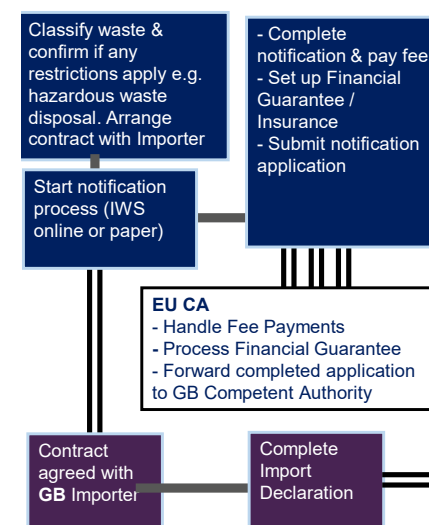 Classify waste &
confirm if any
restrictions apply e.g.
hazardous waste
disposal. Arrange
contract with Importer
- Complete
notification & pay fee
- Set up Financial
Guarantee /
Insurance
- Submit notification
application
Start notification
process (IWS
online or paper)
EU CA
- Handle Fee Payments
- Process Financial Guarantee
- Forward completed application
to GB Competent Authority
Contract
agreed with
GB Importer
Complete
Import
Declaration